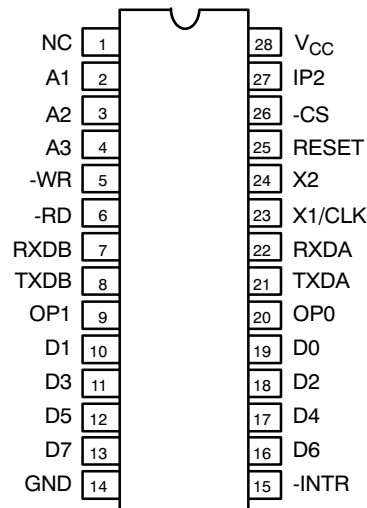 NC 1 28 VCC
A1 2 27 IP2
A2 3 26 -CS
A3 4 25 RESET
-WR 5 24 X2
-RD 6 23 X1/CLK
RXDB 7 22 RXDA
TXDB 8 21 TXDA
OP1 9 20 OP0
D1 10 19 D0
D3 11 18 D2
D5 12 17 D4
D7 13 16 D6
GND 14 15 -INTR